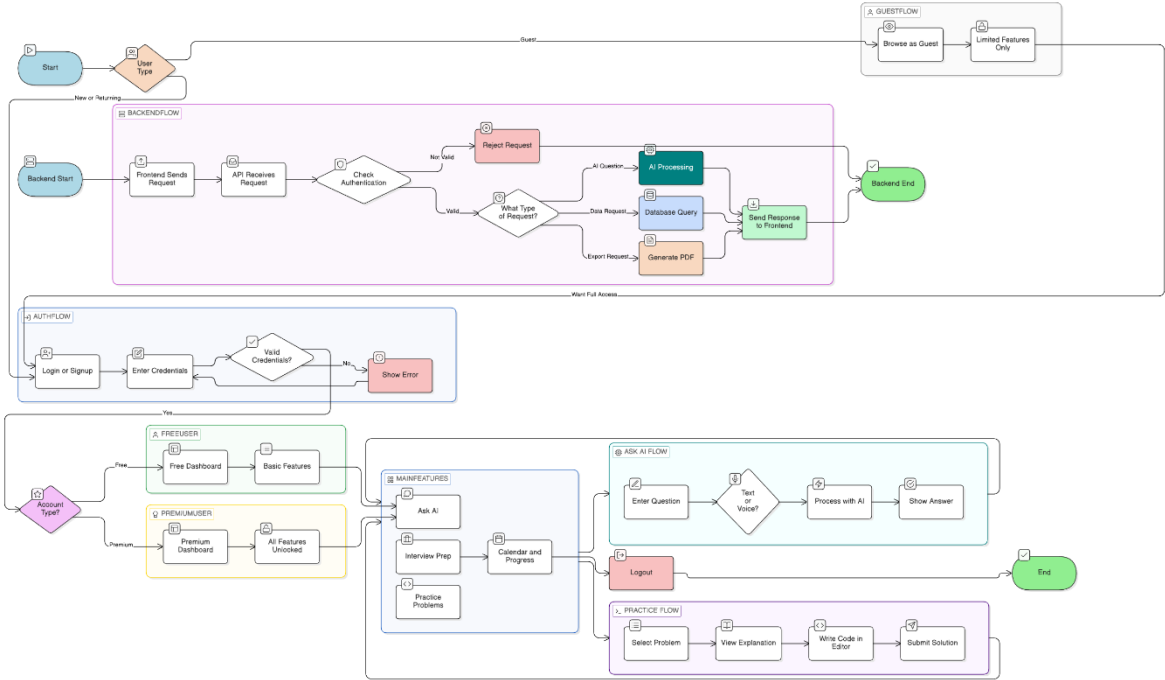 GUESTFLOW
Guest
Browse as Guest
Limited Features
Only
Start
User
Type
New or Returning
BACKENDFLOW
Backend Start
Frontend Sends
Request
API Receives
Request
Check
Authentication
Not Valid
Reject Request
Valid
What Type
of Request?
AI Question
AI Processing
Data Request
Database Query
Export Request
Generate PDF
Send Response
to Frontend
Backend End
Want Full Access
AUTHFLOW
Login or Signup
Enter Credentials
Valid
Credentials?
No
Show Error
Yes
Account
Type?
Free
FREEUSER
Free Dashboard
Basic Features
Premium
PREMIUMUSER
Premium
Dashboard
All Features
Unlocked
MAINFEATURES
Ask AI
Interview Prep
Calendar and
Progress
Practice
Problems
ASK AI FLOW
Enter Question
Text
or
Voice?
Process with AI
Show Answer
Logout
End
PRACTICE FLOW
Select Problem
View Explanation
Write Code in
Editor
Submit Solution